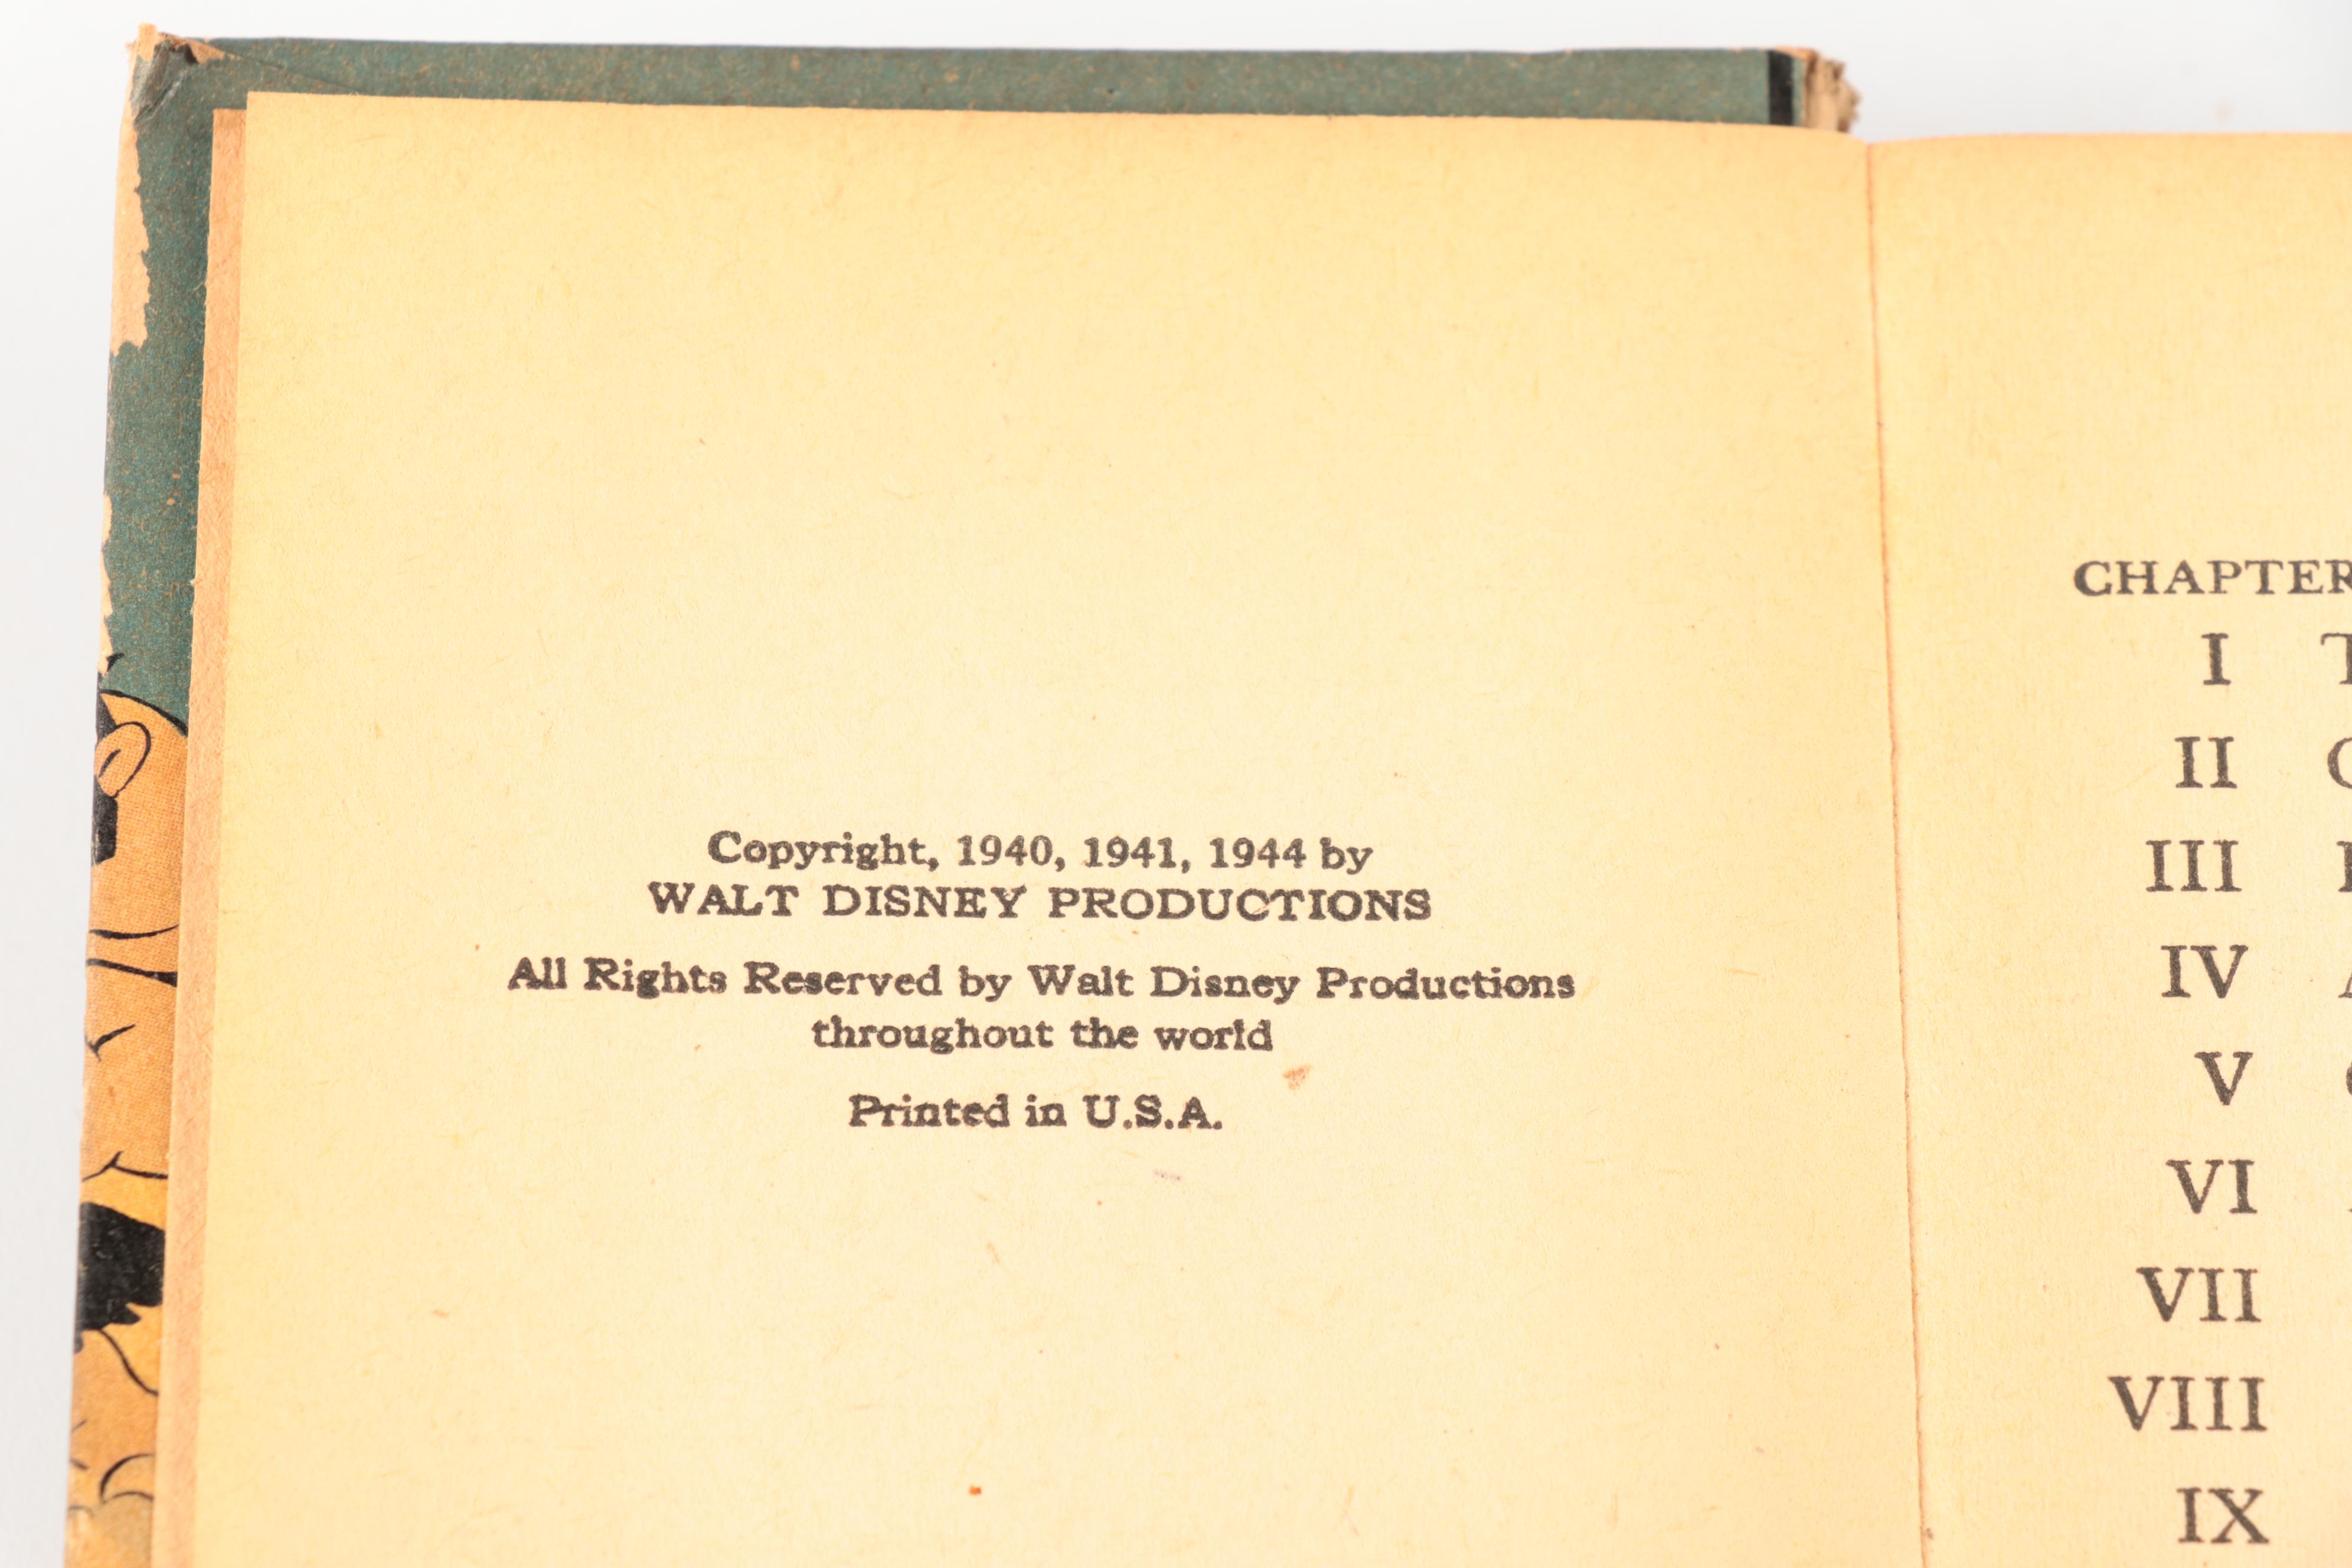 Copyright, 1940, 1941, 1944 by
WALT DISNEY PRODUCTIONS
All Rights Reserved by Walt Disney Productions
throughout the world
Printed in U.S.A.
CHAPTER
I
II
III
IV
V
VI
VII
VIII
IX